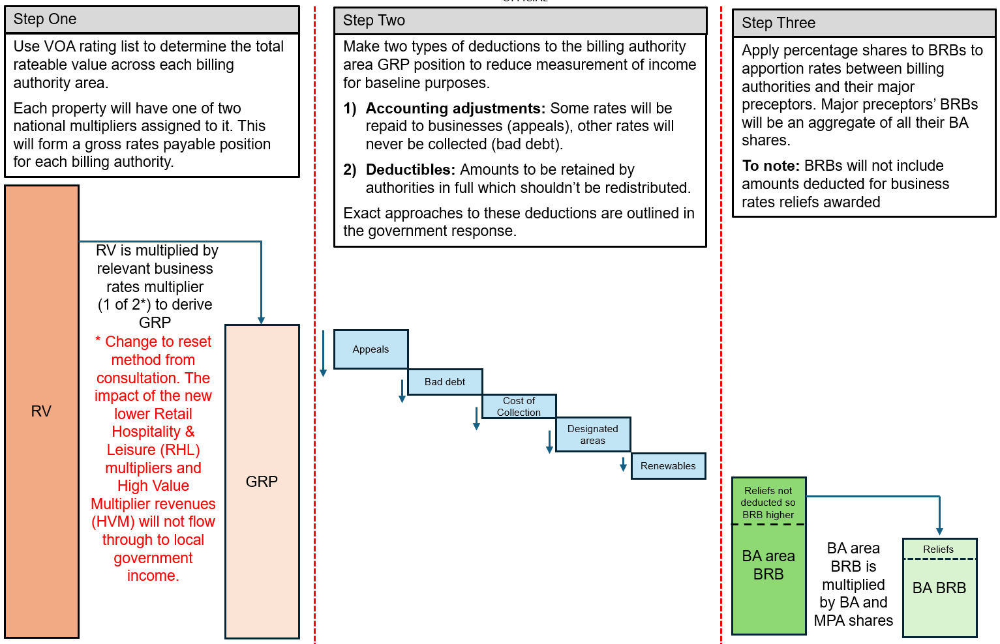 Step One
Use VOA rating list to determine the total
rateable value across each billing
authority area.
Each property will have one of two
national multipliers assigned to it. This
will form a gross rates payable position
for each billing authority.
RV
RV is multiplied by
relevant business
rates multiplier
(1 of 2*) to derive
GRP
* Change to reset
method from
consultation. The
impact of the new
lower Retail
Hospitality &
Leisure (RHL)
multipliers and
High Value
Multiplier revenues
(HVM) will not flow
through to local
government
income.
GRP
Step Two
Make two types of deductions to the billing authority
area GRP position to reduce measurement of income
for baseline purposes.
1) Accounting adjustments: Some rates will be
repaid to businesses (appeals), other rates will
never be collected (bad debt).
2) Deductibles: Amounts to be retained by
authorities in full which shouldn’t be redistributed.
Exact approaches to these deductions are outlined in
the government response.
Appeals
Bad debt
Cost of
Collection
Designated
areas
Renewables
Step Three
Apply percentage shares to BRBs to
apportion rates between billing
authorities and their major
preceptors. Major preceptors’ BRBs
will be an aggregate of all their BA
shares.
To note: BRBs will not include
amounts deducted for business
rates reliefs awarded
Reliefs not
deducted so
BRB higher
BA area
BRB
BA area
BRB is
multiplied
by BA and
MPA shares
Reliefs
BA BRB